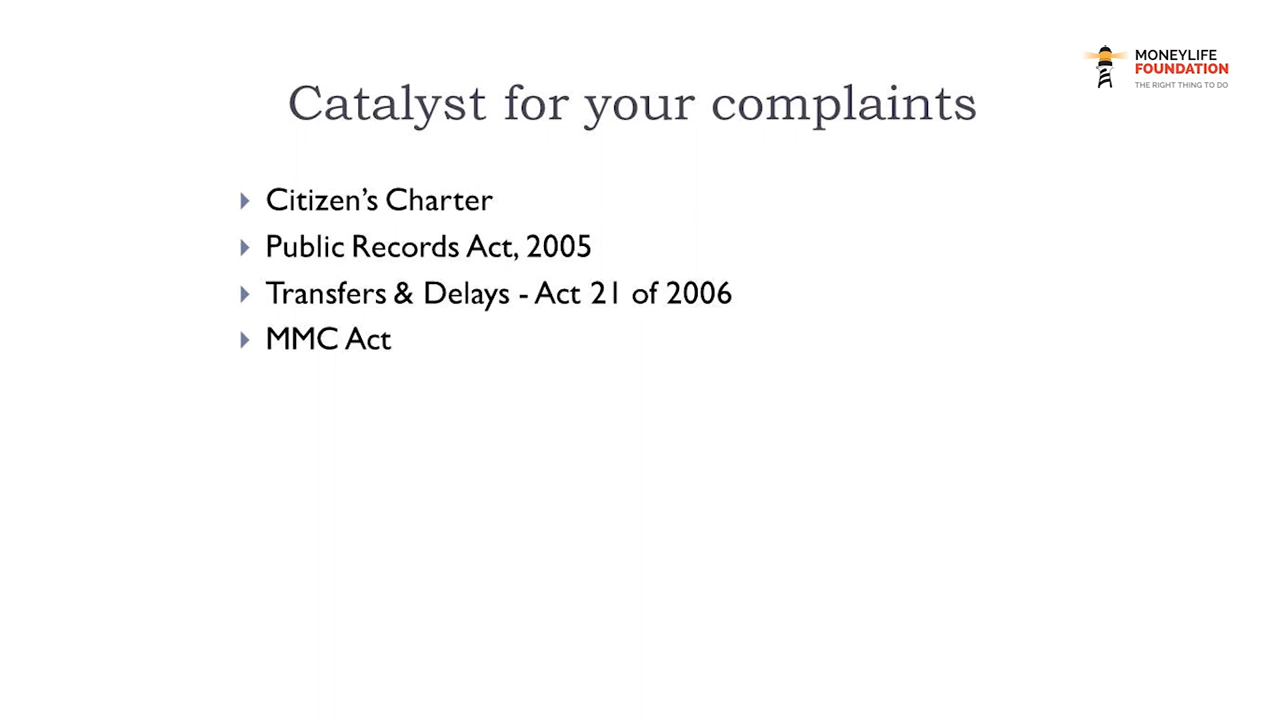 MONEYLIFE
FOUNDATION
THE RIGHT THING TO DO
Catalyst for your complaints
Citizen’s Charter
Public Records Act, 2005
Transfers & Delays - Act 21 of 2006
MMC Act